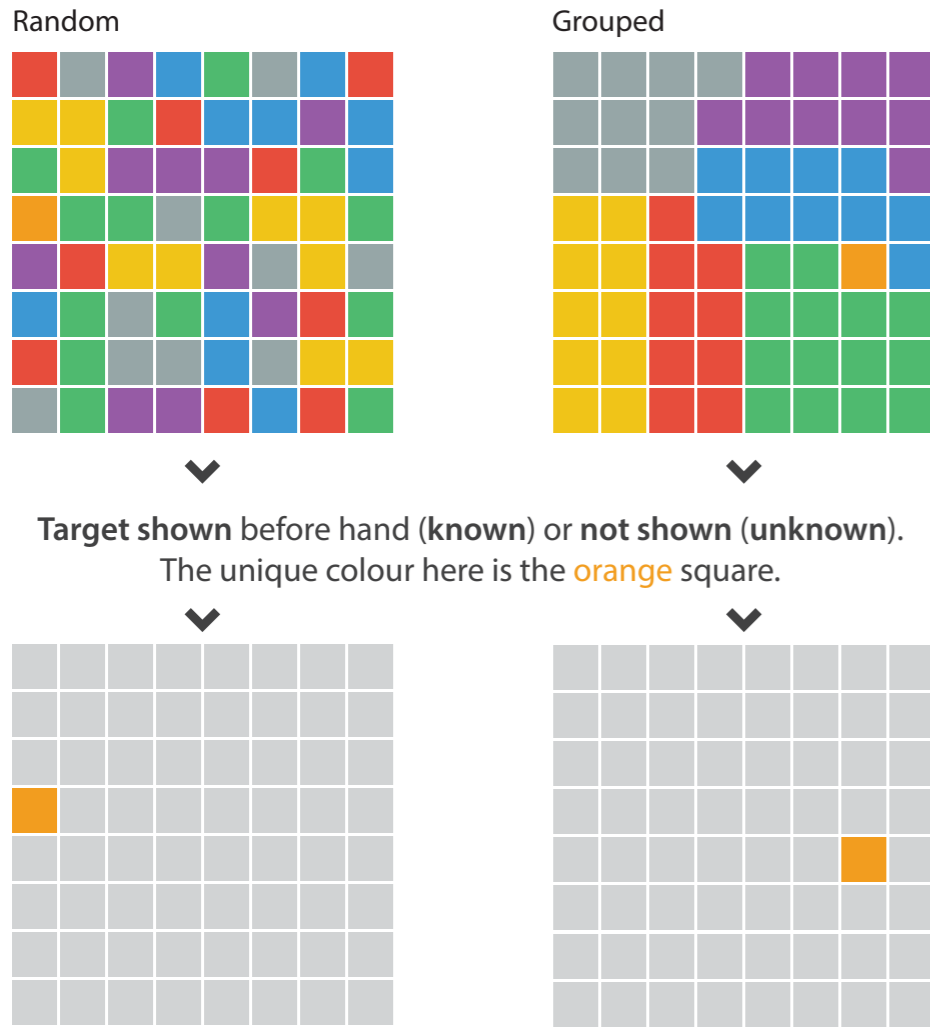 Random
Grouped
Target shown before hand (known) or not shown (unknown).
The unique colour here is the orange square.